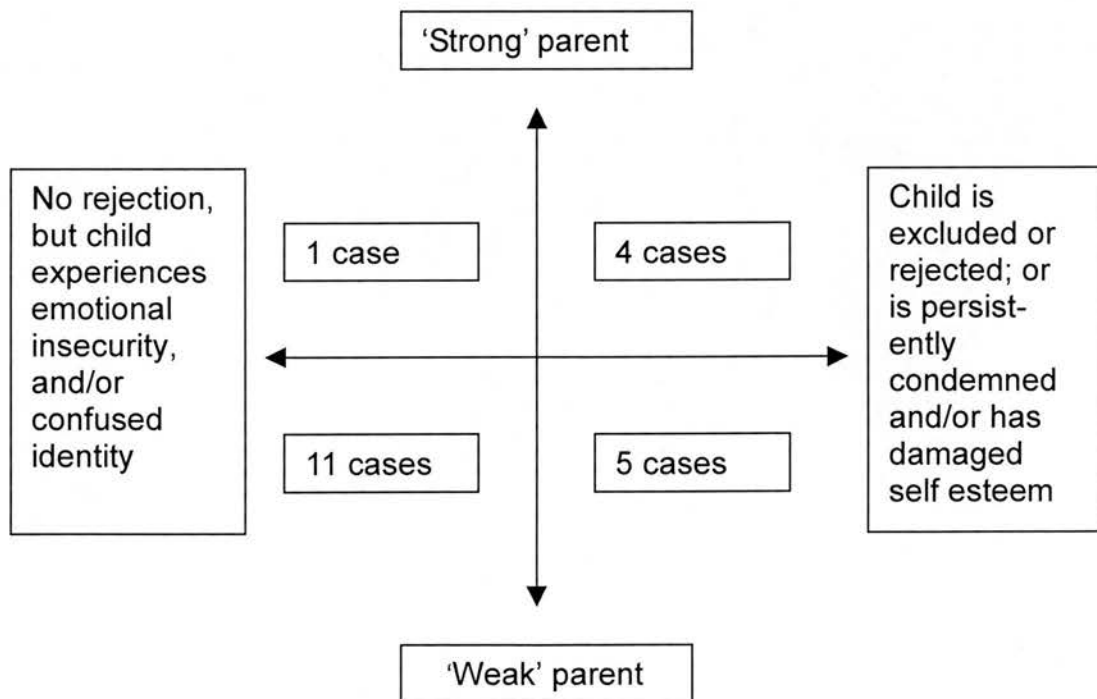 ‘Strong’ parent
No rejection,
but child
experiences
emotional
insecurity,
and/or
confused
identity
1 case
4 cases
11 cases
5 cases
Child is
excluded or
rejected; or
is persist-
ently
condemned
and/or has
damaged
self esteem
‘Weak’ parent